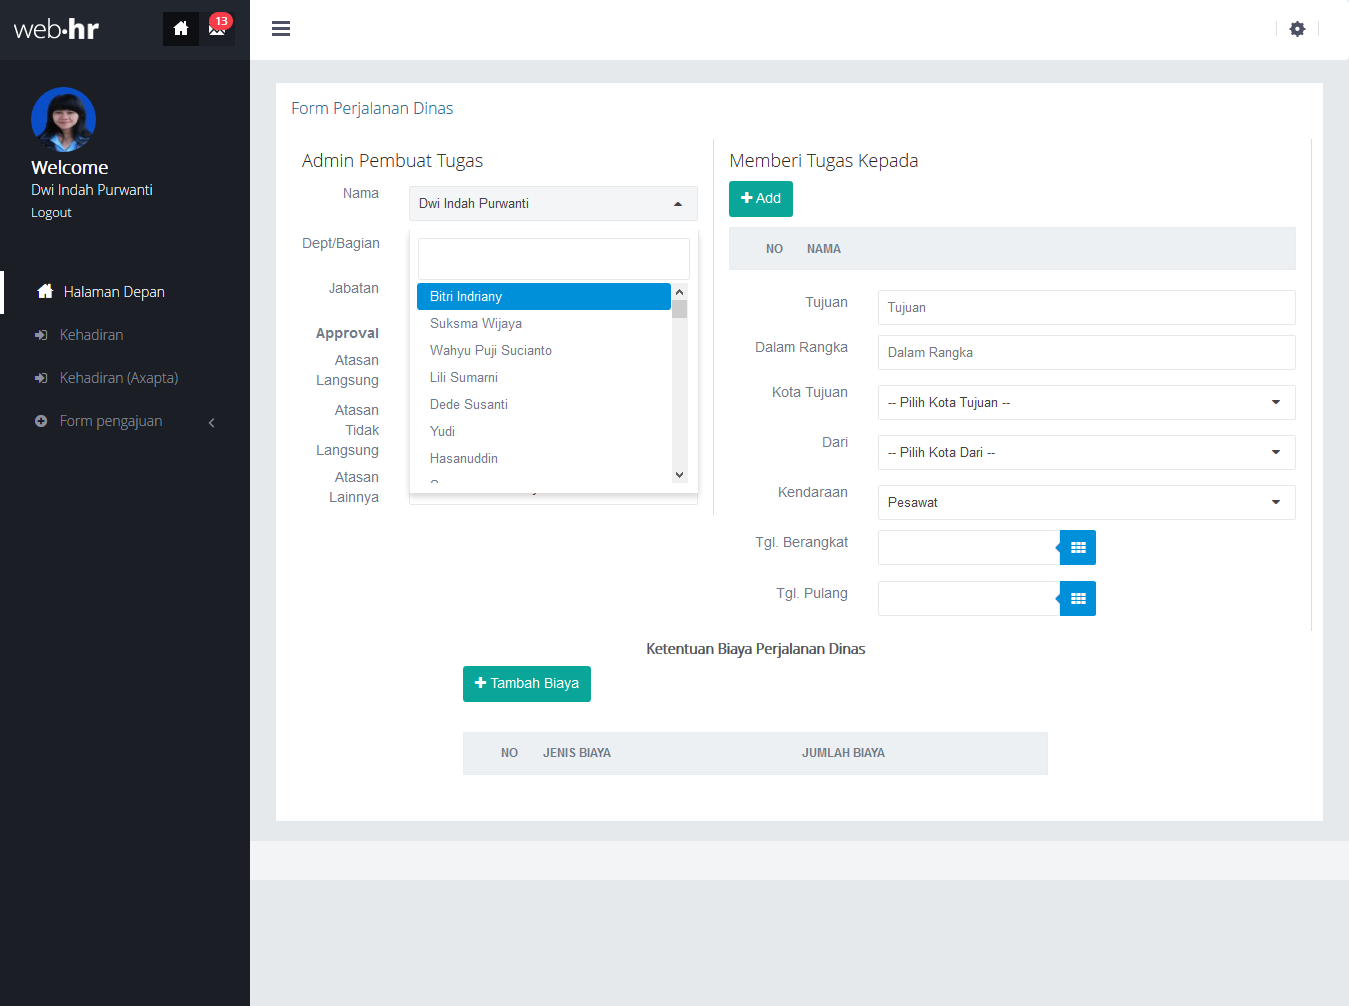 web•hr
13
Welcome
Dwi Indah Purwanti
Logout
Halaman Depan
Kehadiran
Kehadiran (Axapta)
Form pengajuan
Form Perjalanan Dinas
Admin Pembuat Tugas
Nama
Dwi Indah Purwanti
Dept/Bagian
Jabatan
Approval
Atasan
Langsung
Atasan
Tidak
Langsung
Atasan
Lainnya
Bitri Indriany
Suksma Wijaya
Wahyu Puji Sucianto
Lili Sumarni
Dede Susanti
Yudi
Hasanuddin
Memberi Tugas Kepada
Add
NO NAMA
Tujuan Tujuan
Dalam Rangka Dalam Rangka
Kota Tujuan -- Pilih Kota Tujuan --
Dari -- Pilih Kota Dari --
Kendaraan Pesawat
Tgl. Berangkat
Tgl. Pulang
Ketentuan Biaya Perjalanan Dinas
Tambah Biaya
NO JENIS BIAYA JUMLAH BIAYA